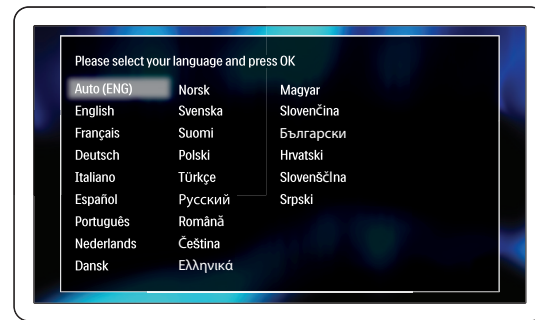 Please select your language and press OK
Auto (ENG)
English
Français
Deutsch
Italiano
Español
Português
Nederlands
Dansk
Norsk
Svenska
Suomi
Polski
Türkçe
Русский
Română
Čeština
Ελληνικά
Magyar
Slovenčina
Български
Hrvatski
SlovenščIna
Srpski